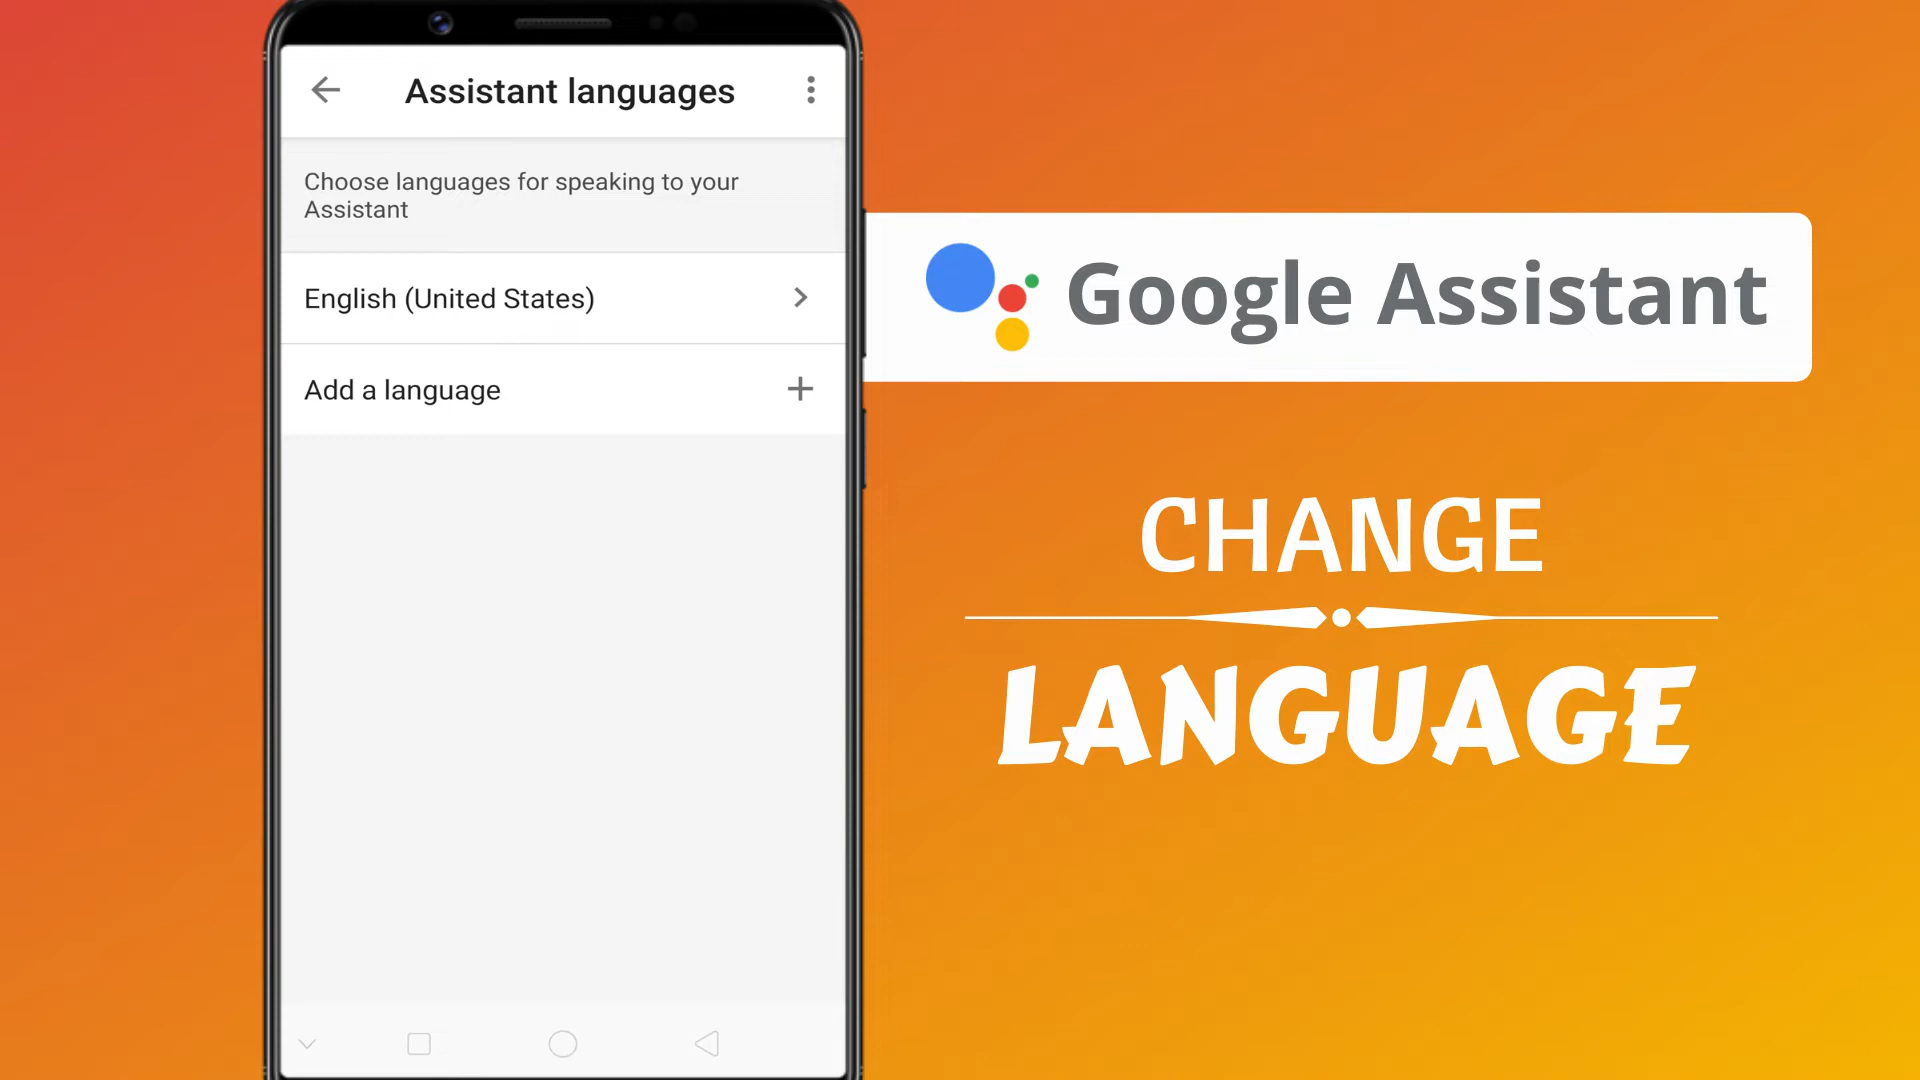 Assistant languages
Choose languages for speaking to your
Assistant
English (United States)
Add a language
Google Assistant
CHANGE
LANGUAGE